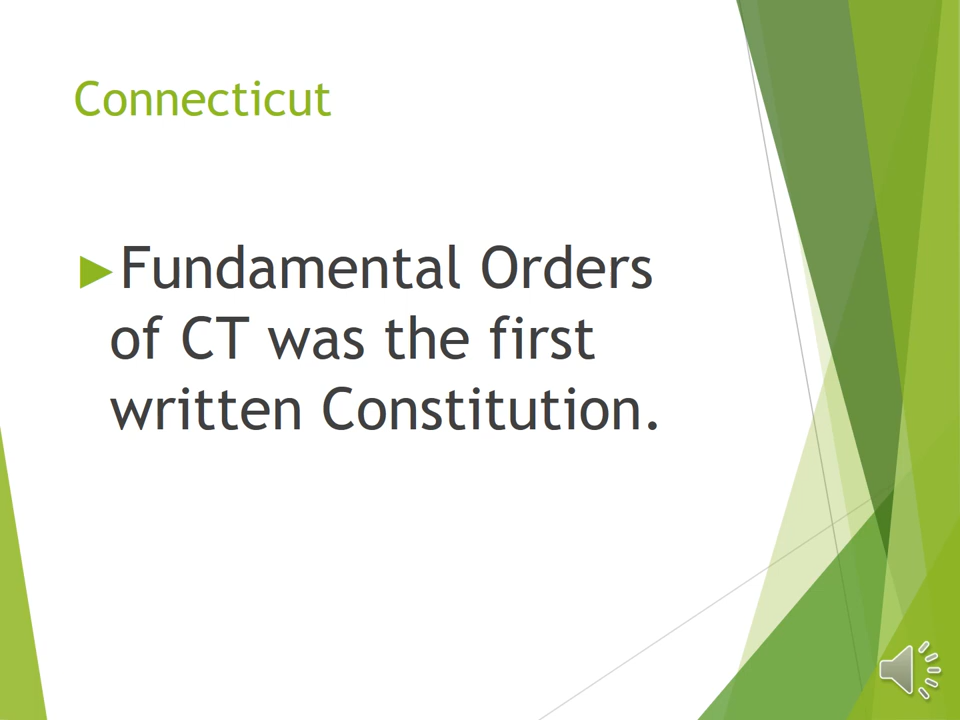 Connecticut
Fundamental Orders
of CT was the first
written Constitution.